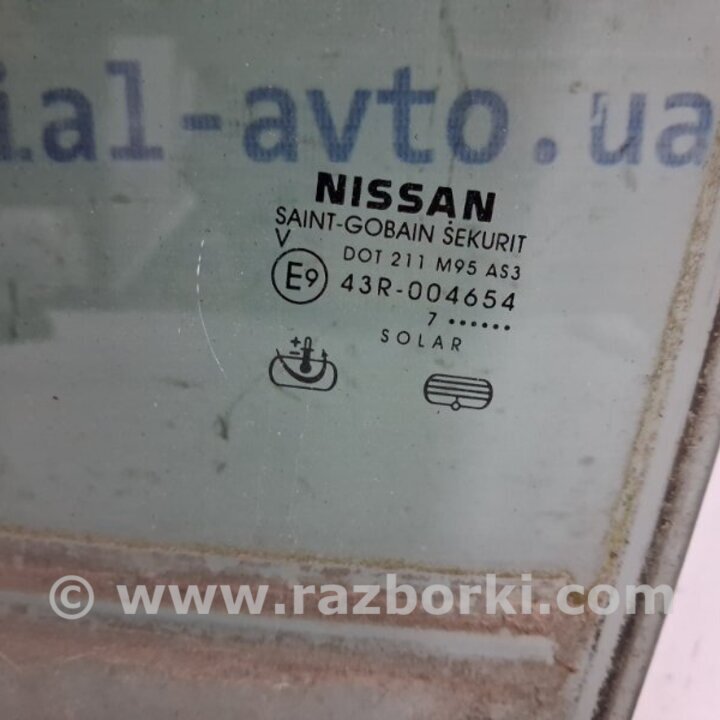 ial-avto.ua
NISSAN
SAINT-GOBAIN SEKURIT
V
DOT 211 M95 AS3
E9 43R-004654
7 ••••••
SOLAR
+
-
© www.razborki.com